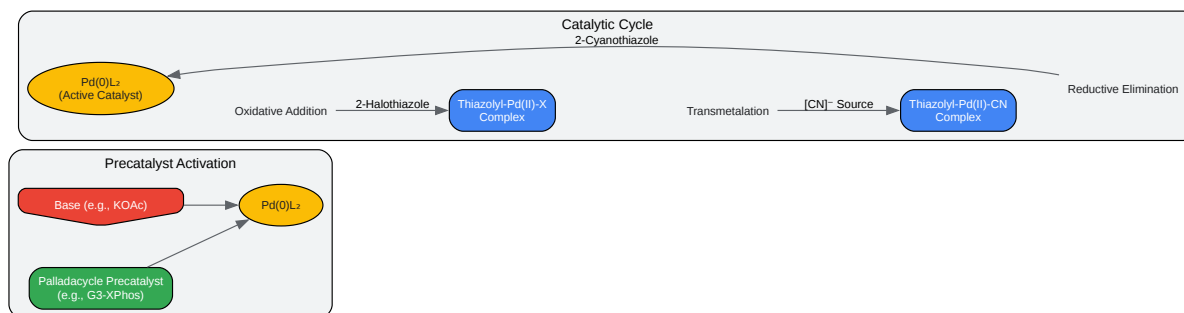 Catalytic Cycle
2-Cyanothiazole
Pd(0)L₂
(Active Catalyst)
Oxidative Addition
2-Halothiazole
Thiazolyl-Pd(II)-X
Complex
Transmetalation
[CN]⁻ Source
Thiazolyl-Pd(II)-CN
Complex
Reductive Elimination
Precatalyst Activation
Base (e.g., KOAc)
Pd(0)L₂
Palladacycle Precatalyst
(e.g., G3-XPhos)